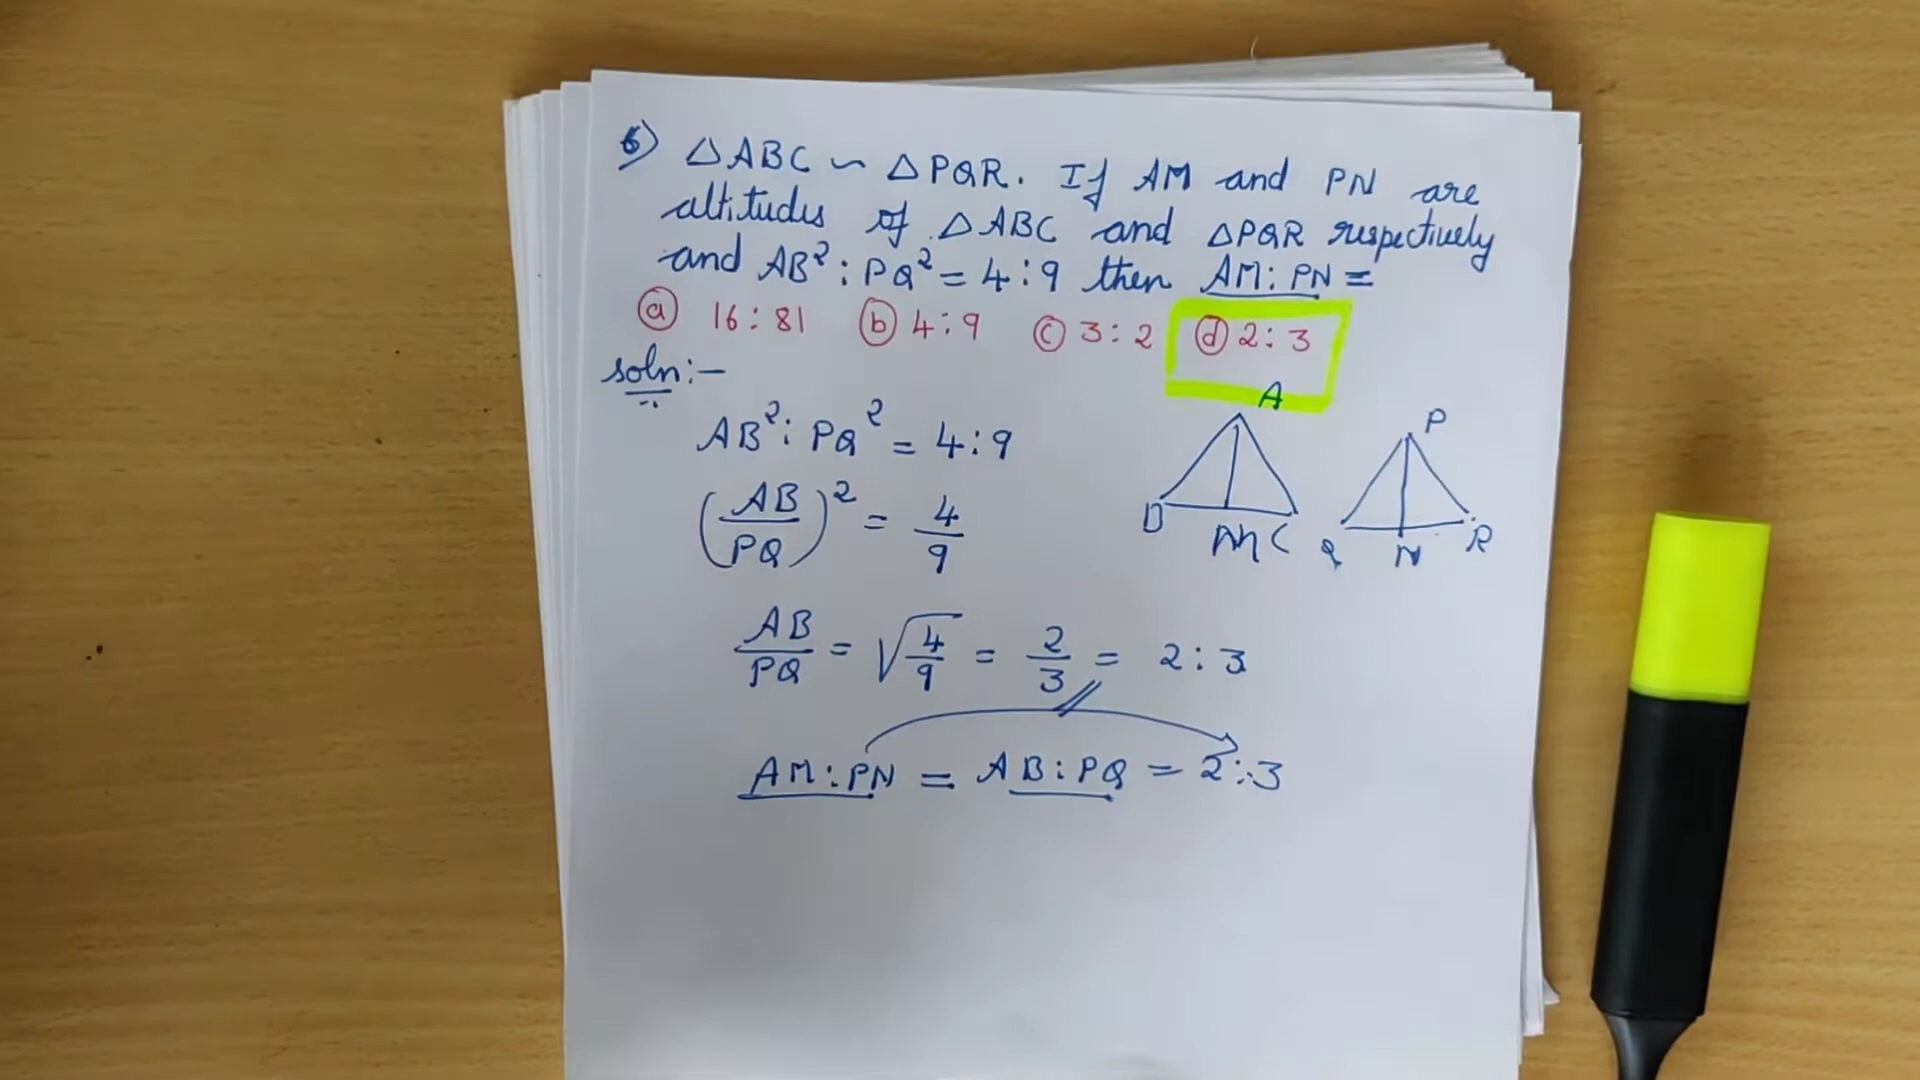 6) △ABC ~ △PQR. If AM and PN are
altitudes of △ABC and △PQR respectively
and AB² : PQ² = 4:9 then AM:PN =
ⓐ 16:81 ⓑ 4:9 ⓒ 3:2 ⓓ 2:3
soln:-
AB² : PQ² = 4:9
(AB/PQ)² = 4/9
AB/PQ = √4/9 = 2/3 = 2:3
AM:PN = AB:PQ = 2:3
A
B M C
P
Q N R